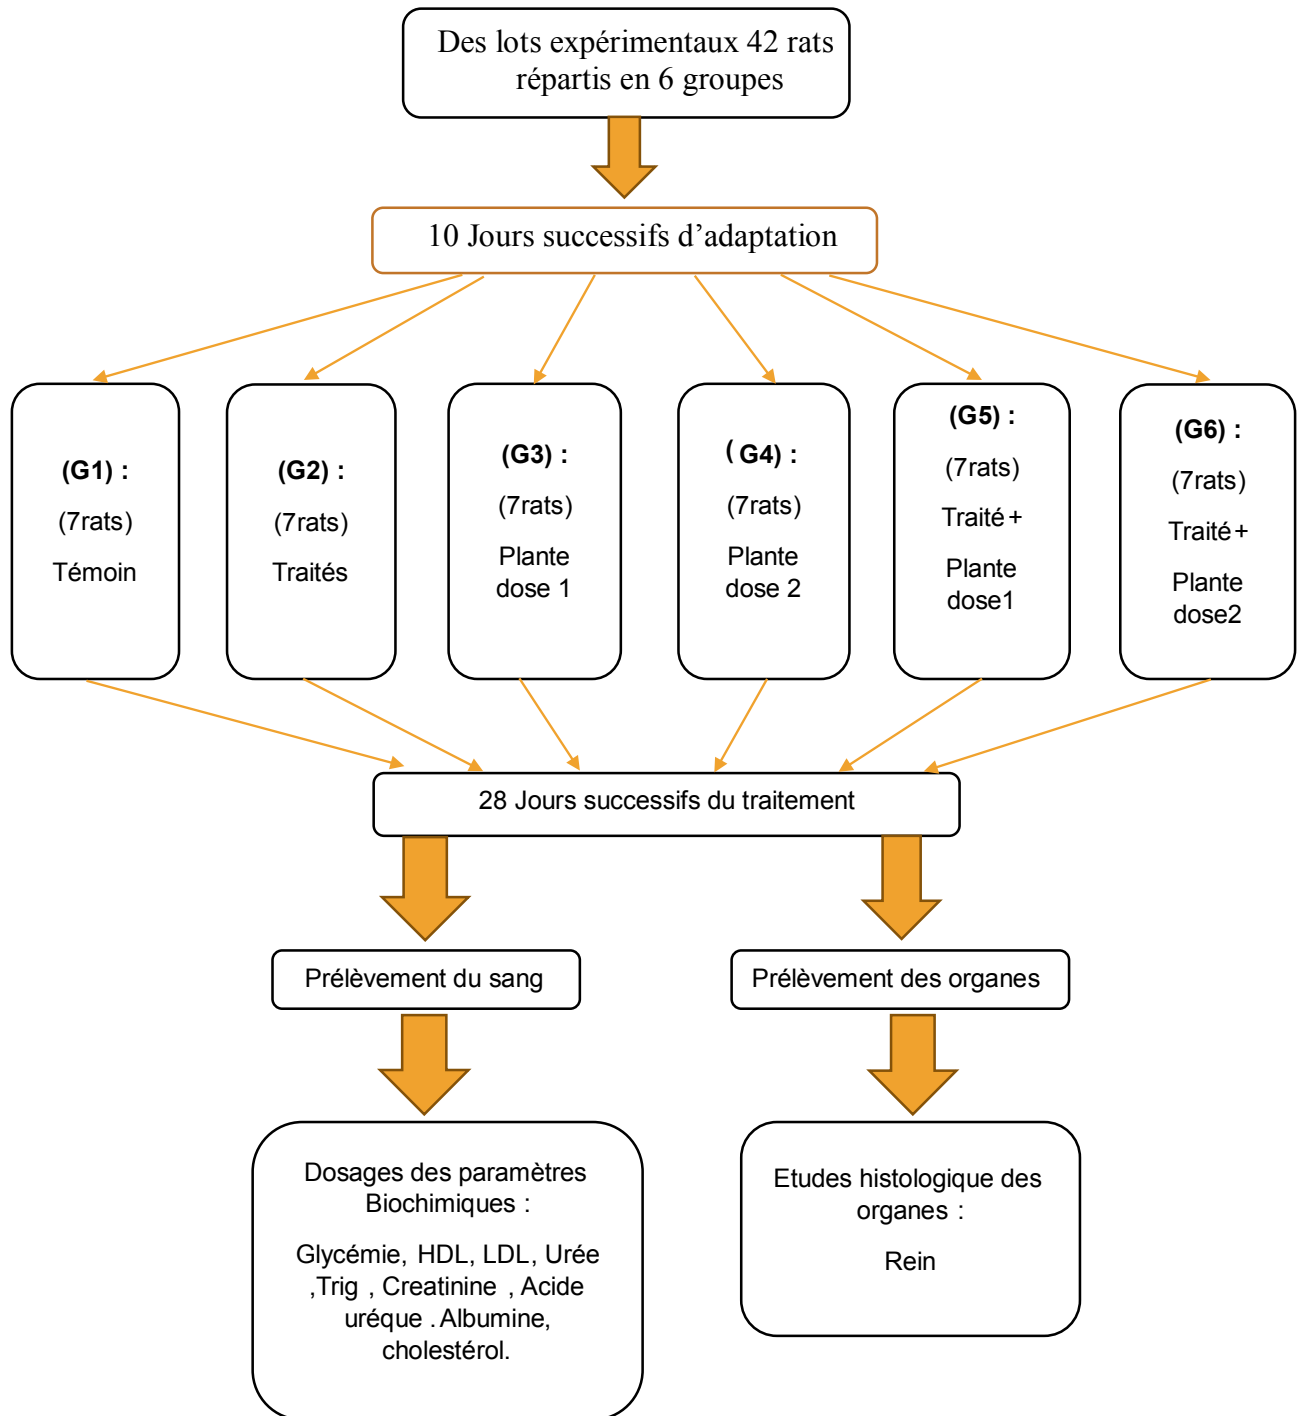 Des lots expérimentaux 42 rats
répartis en 6 groupes
10 Jours successifs d'adaptation
(G1) :
(7rats)
Témoin
(G2) :
(7rats)
Traités
(G3) :
(7rats)
Plante
dose 1
( G4) :
(7rats)
Plante
dose 2
(G5) :
(7rats)
Traité+
Plante
dose1
(G6) :
(7rats)
Traité+
Plante
dose2
28 Jours successifs du traitement
Prélèvement du sang
Prélèvement des organes
Dosages des paramètres
Biochimiques :
Glycémie, HDL, LDL, Urée
,Trig , Creatinine , Acide
uréque . Albumine,
cholestérol.
Etudes histologique des
organes :
Rein